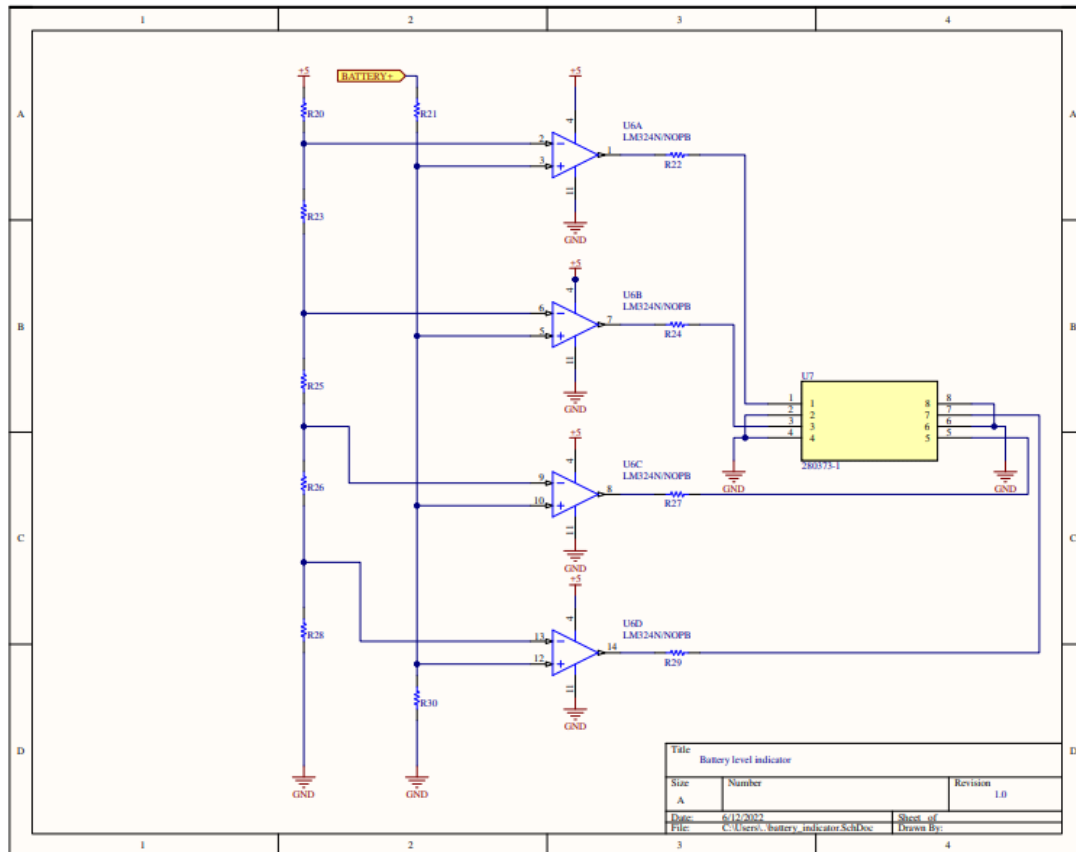 1 2 3 4
A A
+5 BATTERY+ +5
R20 R21
4
U6A
LM324N/NOPB
2
3
1
R22
11
GND
R23
B B
+5
4
U6B
LM324N/NOPB
6
5
7
R24
11
GND
R25
U7
1 1 8 8
2 2 7 7
3 3 6 6
4 4 5 5
280373-1
GND GND
C C
+5
4
U6C
LM324N/NOPB
9
10
8
R27
11
GND
R26
+5
4
U6D
LM324N/NOPB
13
12
14
R29
11
GND
R28
R30
D D
GND GND
Title
Battery level indicator
Size Number Revision
A 1.0
Date: 6/12/2022 Sheet of
File: C:\Users\..\battery_indicator.SchDoc Drawn By:
1 2 3 4